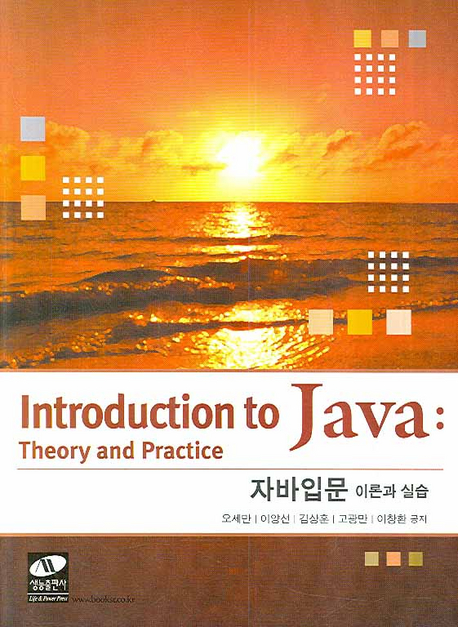 Introduction to Java:
Theory and Practice
자바입문 이론과 실습
오세만 | 이양선 | 김상훈 | 고광만 | 이창환 공저
생능출판사
Life & Power Press
www.booksr.co.kr